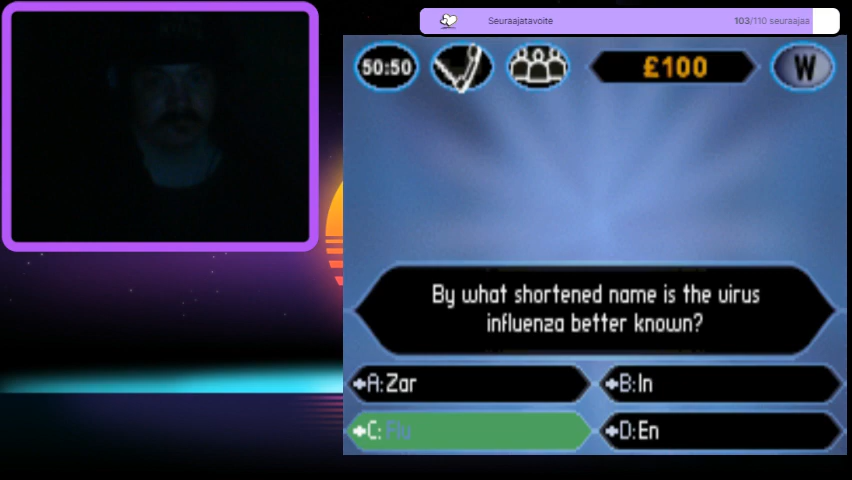 Seuraajatavoite
103/110 seuraajaa
50:50
£100
W
By what shortened name is the virus
influenza better known?
A: Zar
B: In
C: Flu
D: En